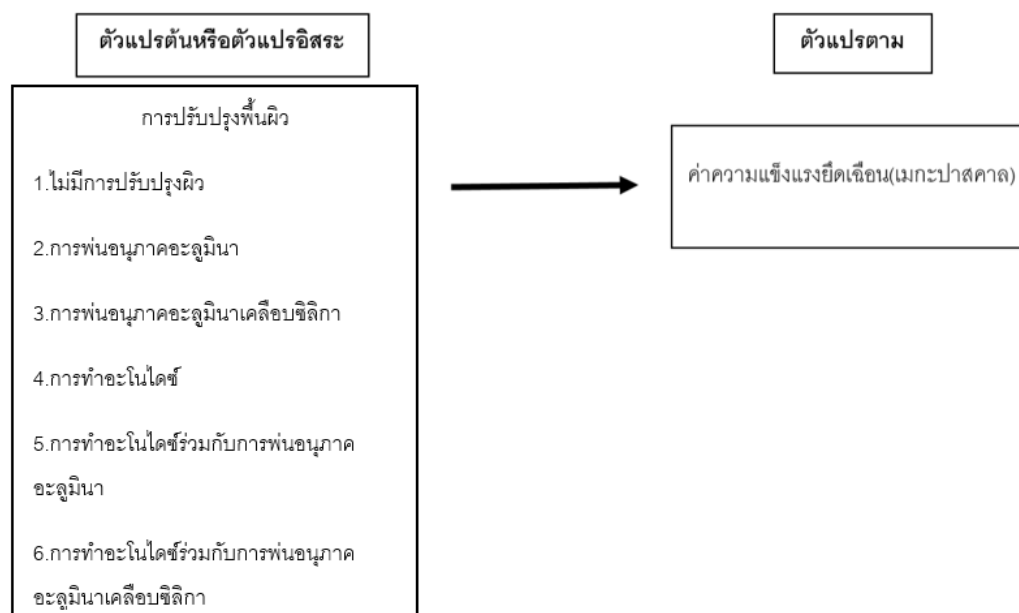 ตัวแปรต้นหรือตัวแปรอิสระ
การปรับปรุงพื้นผิว
1.ไม่มีการปรับปรุงผิว
2.การพ่นอนุภาคอะลูมินา
3.การพ่นอนุภาคอะลูมินาเคลือบซิลิกา
4.การทำอะโนไดซ์
5.การทำอะโนไดซ์ร่วมกับการพ่นอนุภาค
อะลูมินา
6.การทำอะโนไดซ์ร่วมกับการพ่นอนุภาค
อะลูมินาเคลือบซิลิกา
ตัวแปรตาม
ค่าความแข็งแรงยึดเฉือน(เมกะปาสคาล)